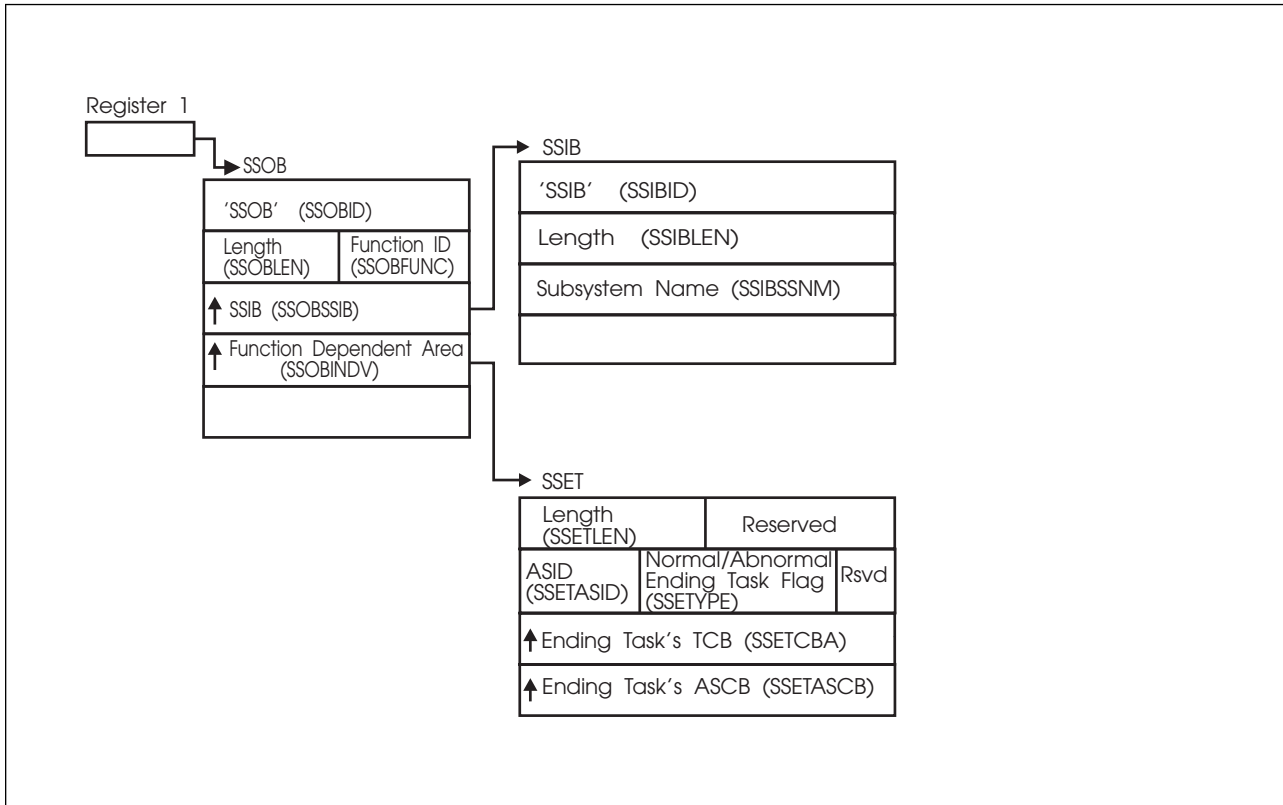 Register 1
SSOB
'SSOB' (SSOBID)
Length
(SSOBLEN)
Function ID
(SSOBFUNC)
SSIB (SSOBSSIB)
Function Dependent Area
(SSOBINDV)
SSIB
'SSIB' (SSIBID)
Length (SSIBLEN)
Subsystem Name (SSIBSSNM)
SSET
Length
(SSETLEN)
Reserved
ASID
(SSETASID)
Normal/Abnormal
Ending Task Flag
(SSETYPE)
Rsvd
Ending Task's TCB (SSETCBA)
Ending Task's ASCB (SSETASCB)